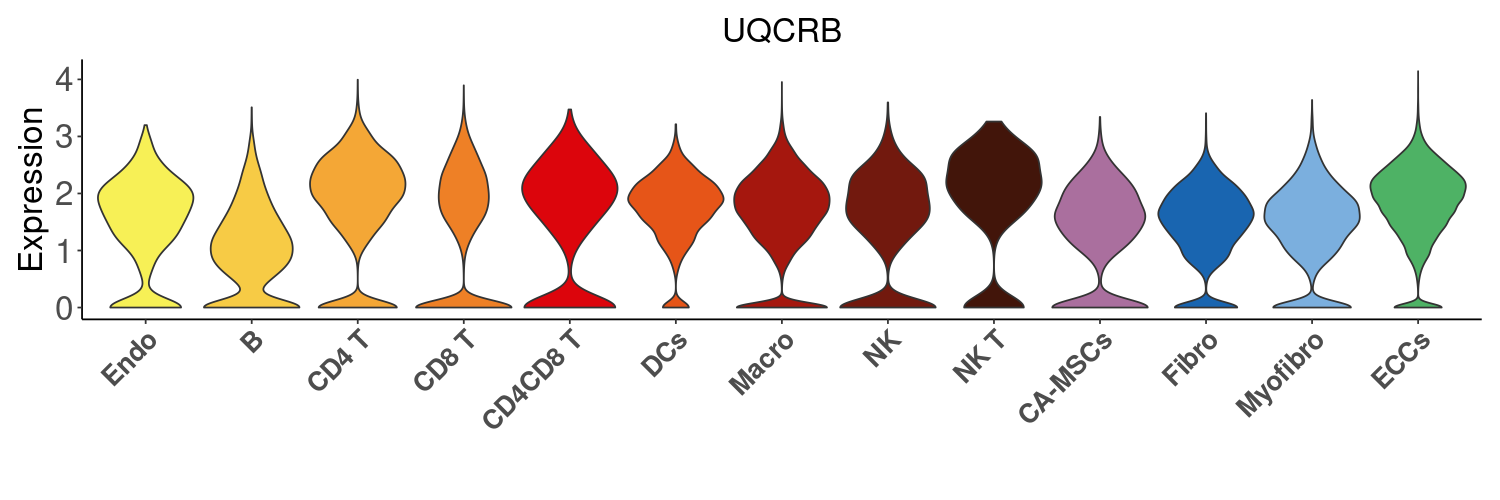 UQCRB
Expression
4
3
2
1
0
Endo
B
CD4 T
CD8 T
CD4CD8 T
DCs
Macro
NK
NK T
CA-MSCs
Fibro
Myofibro
ECCs